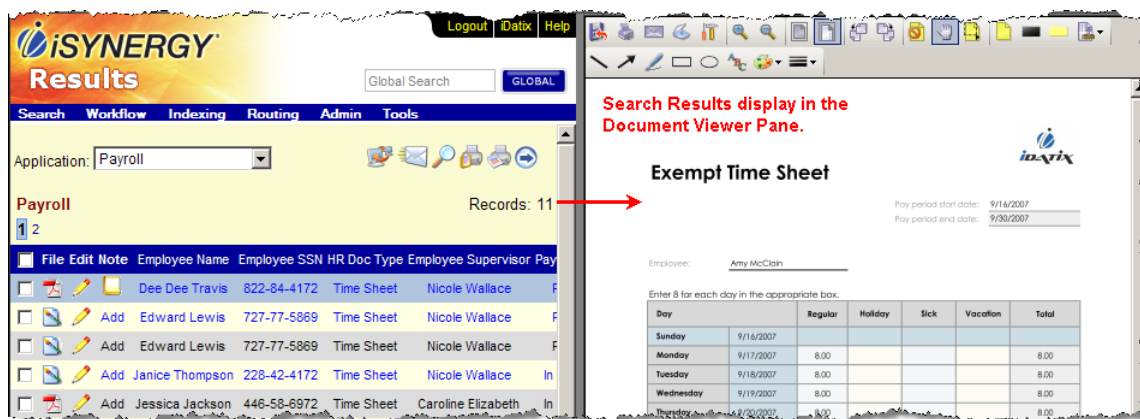 Logout iDatix Help
iSYNERGY
Results
Global Search GLOBAL
Search Workflow Indexing Routing Admin Tools
Application: Payroll
Payroll Records: 11
1 2
File Edit Note Employee Name Employee SSN HR Doc Type Employee Supervisor Pay
Dee Dee Travis 822-84-4172 Time Sheet Nicole Wallace
Add Edward Lewis 727-77-5869 Time Sheet Nicole Wallace
Add Edward Lewis 727-77-5869 Time Sheet Nicole Wallace
Add Janice Thompson 228-42-4172 Time Sheet Nicole Wallace In
Add Jessica Jackson 446-58-6972 Time Sheet Caroline Elizabeth In
Search Results display in the
Document Viewer Pane.
iDATIX
Exempt Time Sheet
Pay period start date: 9/16/2007
Pay period end date: 9/30/2007
Employee: Amy McClain
Enter 8 for each day in the appropriate box.
Day Regular Holiday Sick Vacation Total
Sunday 9/16/2007
Monday 9/17/2007 8.00 8.00
Tuesday 9/18/2007 8.00 8.00
Wednesday 9/19/2007 8.00 8.00
Thursday 9/20/2007 8.00 8.00